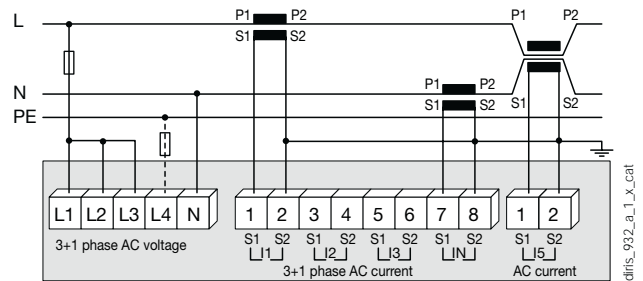 L P1 P2 P1 P2
S1 S2
N P1 P2
S1 S2 S1 S2
PE
L1 L2 L3 L4 N 1 2 3 4 5 6 7 8 1 2
S1 S2 S1 S2 S1 S2 S1 S2 S1 S2
3+1 phase AC voltage I1 I2 I3 IN I5
3+1 phase AC current AC current
diris_932_a_1_x_cat